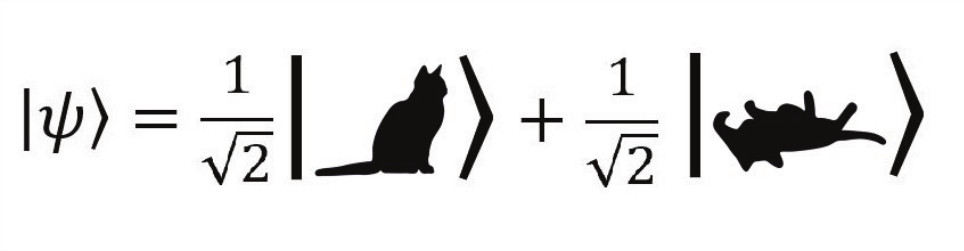 |ψ⟩ = 1/√2 | ⟩ + 1/√2 | ⟩